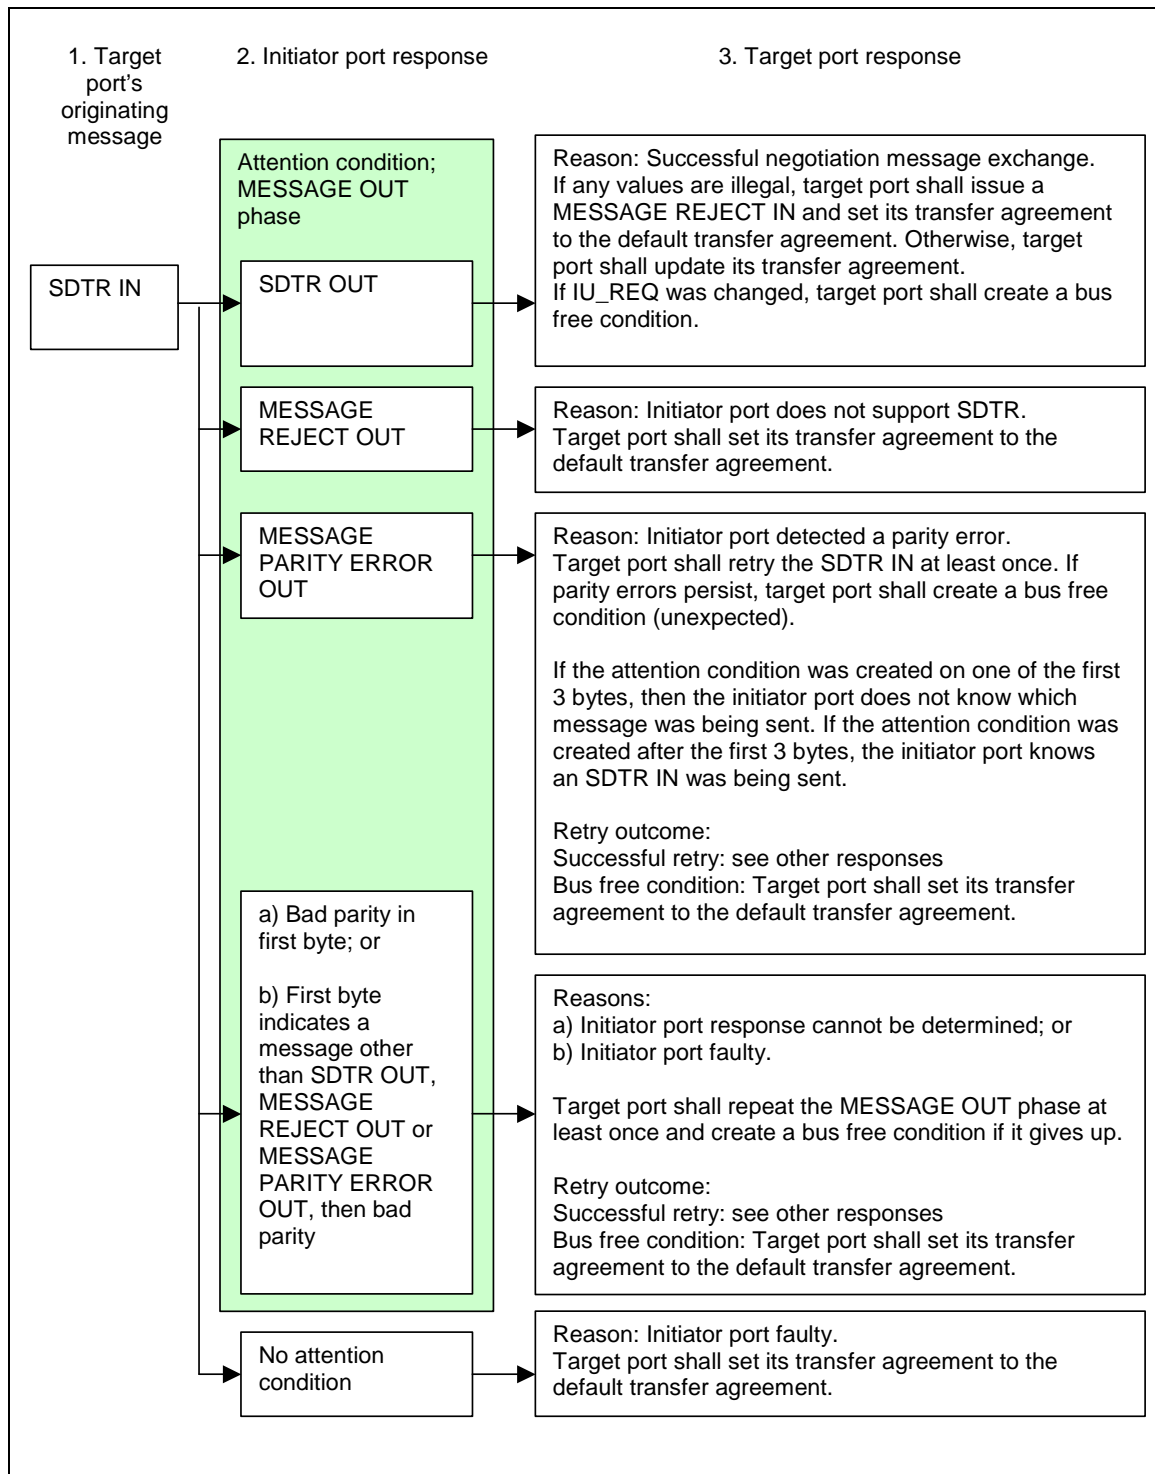 1. Target
port's
originating
message
2. Initiator port response
3. Target port response
SDTR IN
Attention condition;
MESSAGE OUT
phase
SDTR OUT
Reason: Successful negotiation message exchange.
If any values are illegal, target port shall issue a
MESSAGE REJECT IN and set its transfer agreement
to the default transfer agreement. Otherwise, target
port shall update its transfer agreement.
If IU_REQ was changed, target port shall create a bus
free condition.
MESSAGE
REJECT OUT
Reason: Initiator port does not support SDTR.
Target port shall set its transfer agreement to the
default transfer agreement.
MESSAGE
PARITY ERROR
OUT
Reason: Initiator port detected a parity error.
Target port shall retry the SDTR IN at least once. If
parity errors persist, target port shall create a bus free
condition (unexpected).
If the attention condition was created on one of the first
3 bytes, then the initiator port does not know which
message was being sent. If the attention condition was
created after the first 3 bytes, the initiator port knows
an SDTR IN was being sent.
Retry outcome:
Successful retry: see other responses
Bus free condition: Target port shall set its transfer
agreement to the default transfer agreement.
a) Bad parity in
first byte; or
b) First byte
indicates a
message other
than SDTR OUT,
MESSAGE
REJECT OUT or
MESSAGE
PARITY ERROR
OUT, then bad
parity
Reasons:
a) Initiator port response cannot be determined; or
b) Initiator port faulty.
Target port shall repeat the MESSAGE OUT phase at
least once and create a bus free condition if it gives up.
Retry outcome:
Successful retry: see other responses
Bus free condition: Target port shall set its transfer
agreement to the default transfer agreement.
No attention
condition
Reason: Initiator port faulty.
Target port shall set its transfer agreement to the
default transfer agreement.